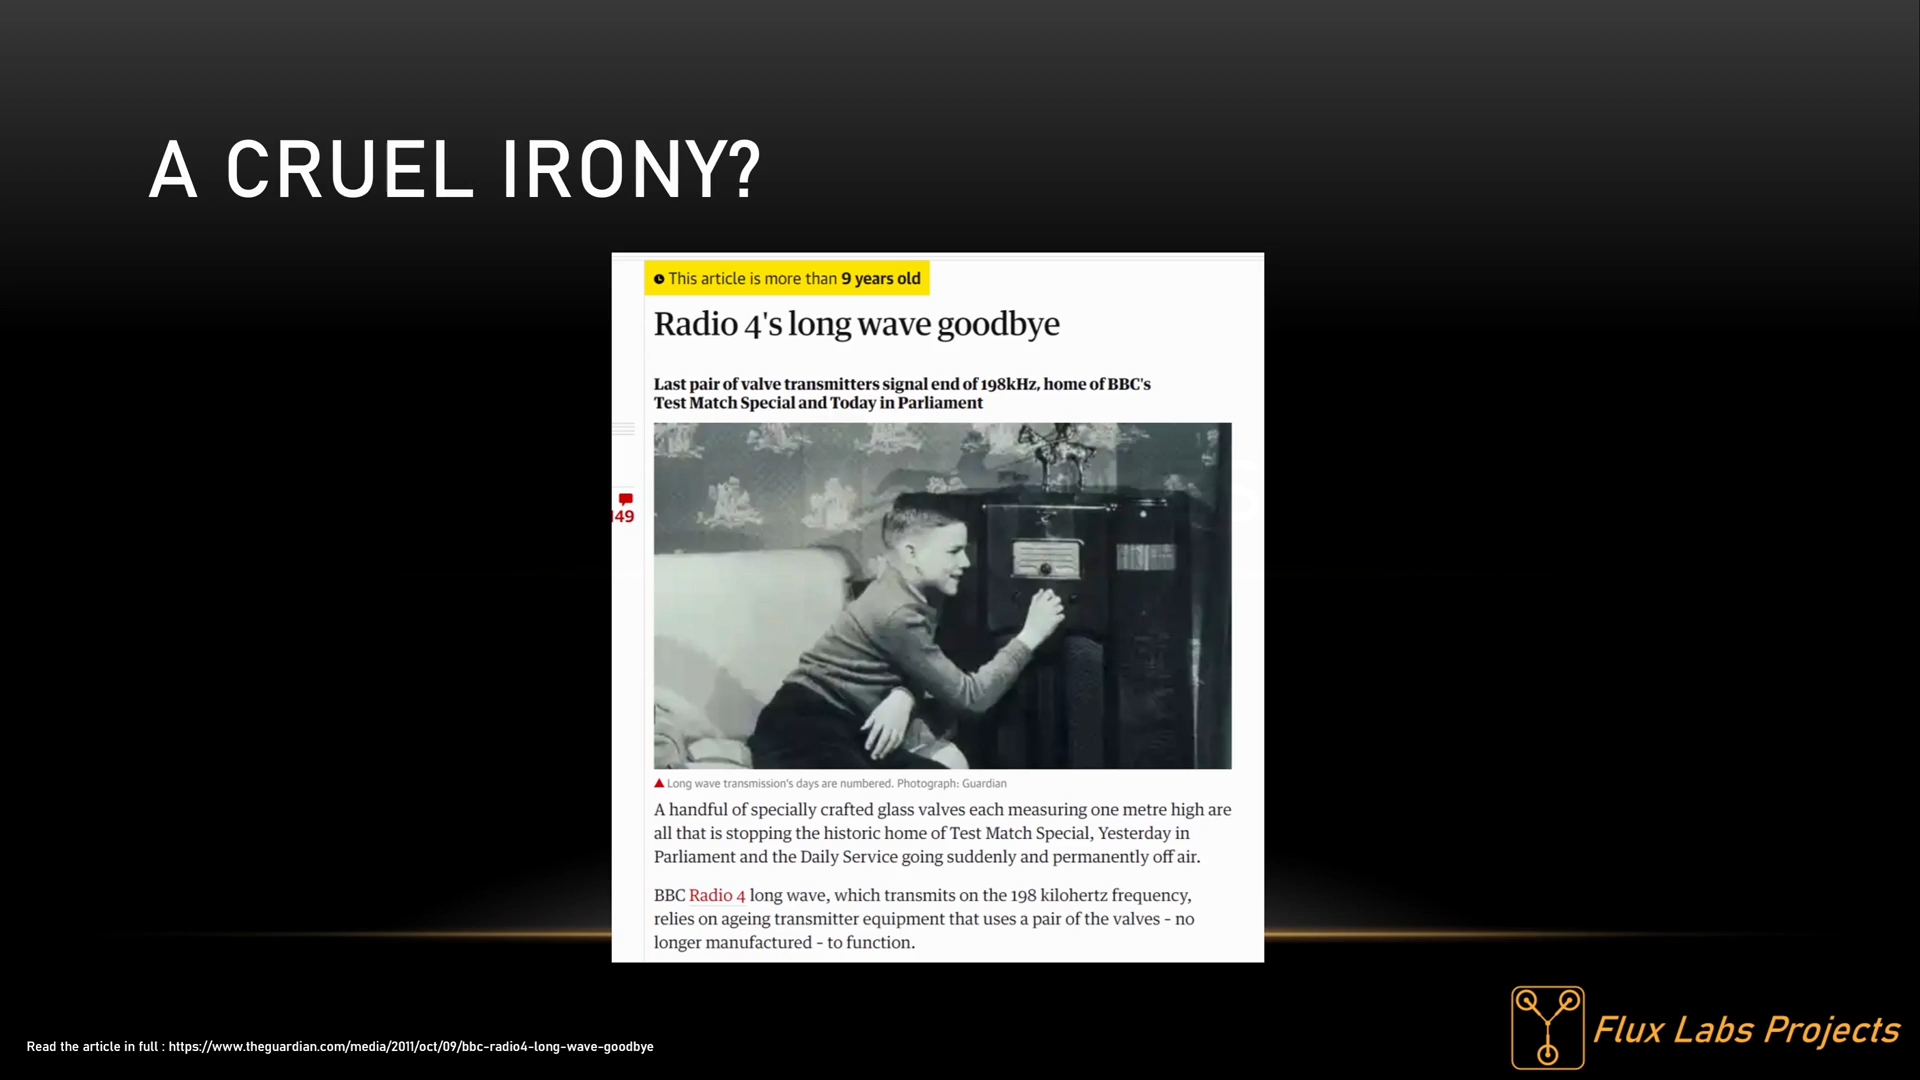 A CRUEL IRONY?
This article is more than 9 years old
Radio 4's long wave goodbye
Last pair of valve transmitters signal end of 198kHz, home of BBC's
Test Match Special and Today in Parliament
149
Long wave transmission's days are numbered. Photograph: Guardian
A handful of specially crafted glass valves each measuring one metre high are
all that is stopping the historic home of Test Match Special, Yesterday in
Parliament and the Daily Service going suddenly and permanently off air.
BBC Radio 4 long wave, which transmits on the 198 kilohertz frequency,
relies on ageing transmitter equipment that uses a pair of the valves – no
longer manufactured – to function.
Flux Labs Projects
Read the article in full : https://www.theguardian.com/media/2011/oct/09/bbc-radio4-long-wave-goodbye